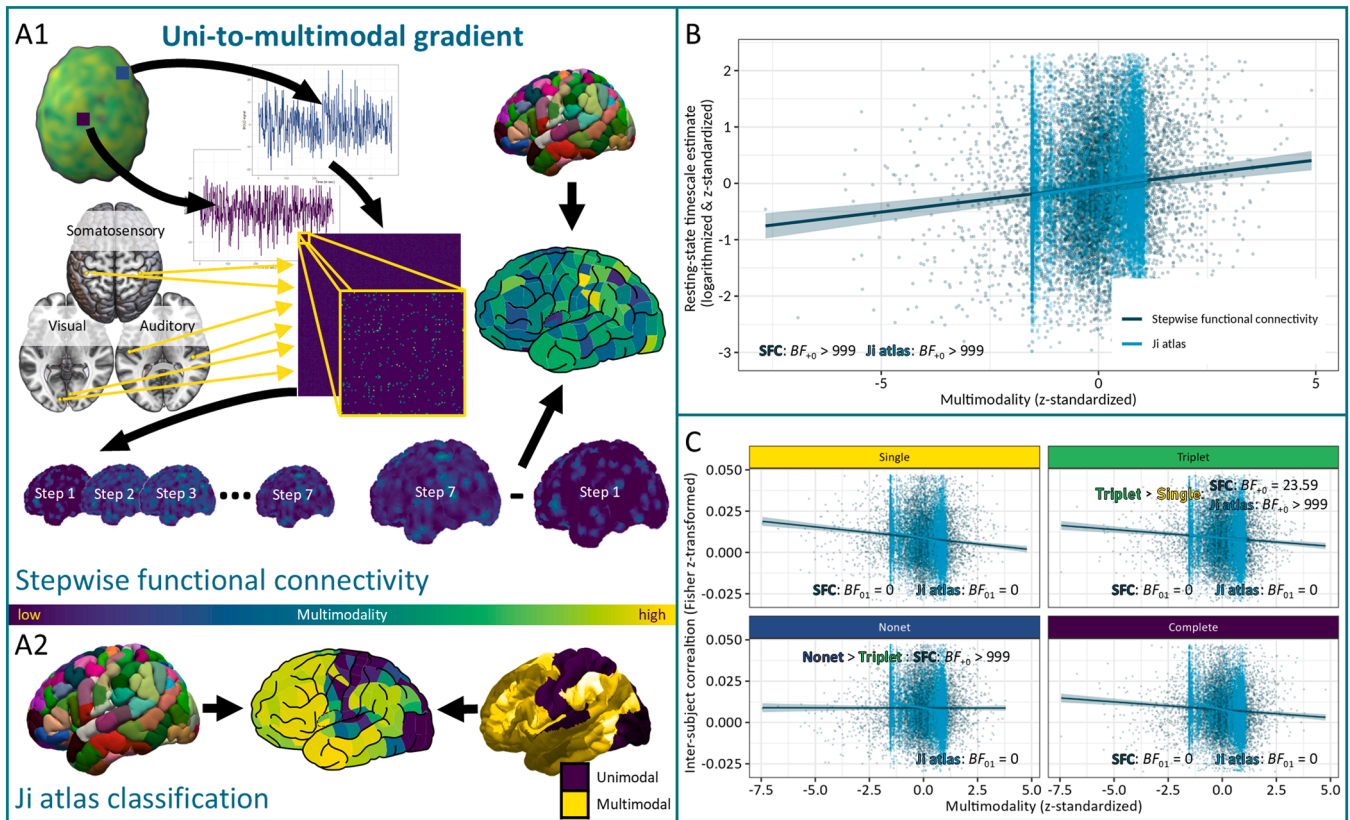 A1
Uni-to-multimodal gradient
Somatosensory
Visual
Auditory
Step 1
Step 2
Step 3
Step 7
Step 7
-
Step 1
Stepwise functional connectivity
low
Multimodality
high
A2
Unimodal
Multimodal
Ji atlas classification
B
Resting-state timescale estimate
(logarithmized & z-standardized)
2
1
0
-1
-2
-3
Stepwise functional connectivity
Ji atlas
SFC: BF+0 > 999 Ji atlas: BF+0 > 999
-5
0
5
Multimodality (z-standardized)
C
Inter-subject correaltion (Fisher z-transformed)
Single
0.050
0.025
0.000
-0.025
SFC: BF01 = 0 Ji atlas: BF01 = 0
Triplet
Triplet > Single:
SFC: BF+0 = 23.59
Ji atlas: BF+0 > 999
SFC: BF01 = 0 Ji atlas: BF01 = 0
Nonet
0.050
0.025
0.000
-0.025
Nonet > Triplet : SFC: BF+0 > 999
Ji atlas: BF01 = 0
Complete
SFC: BF01 = 0 Ji atlas: BF01 = 0
-7.5 -5.0 -2.5 0.0 2.5 5.0
-7.5 -5.0 -2.5 0.0 2.5 5.0
Multimodality (z-standardized)